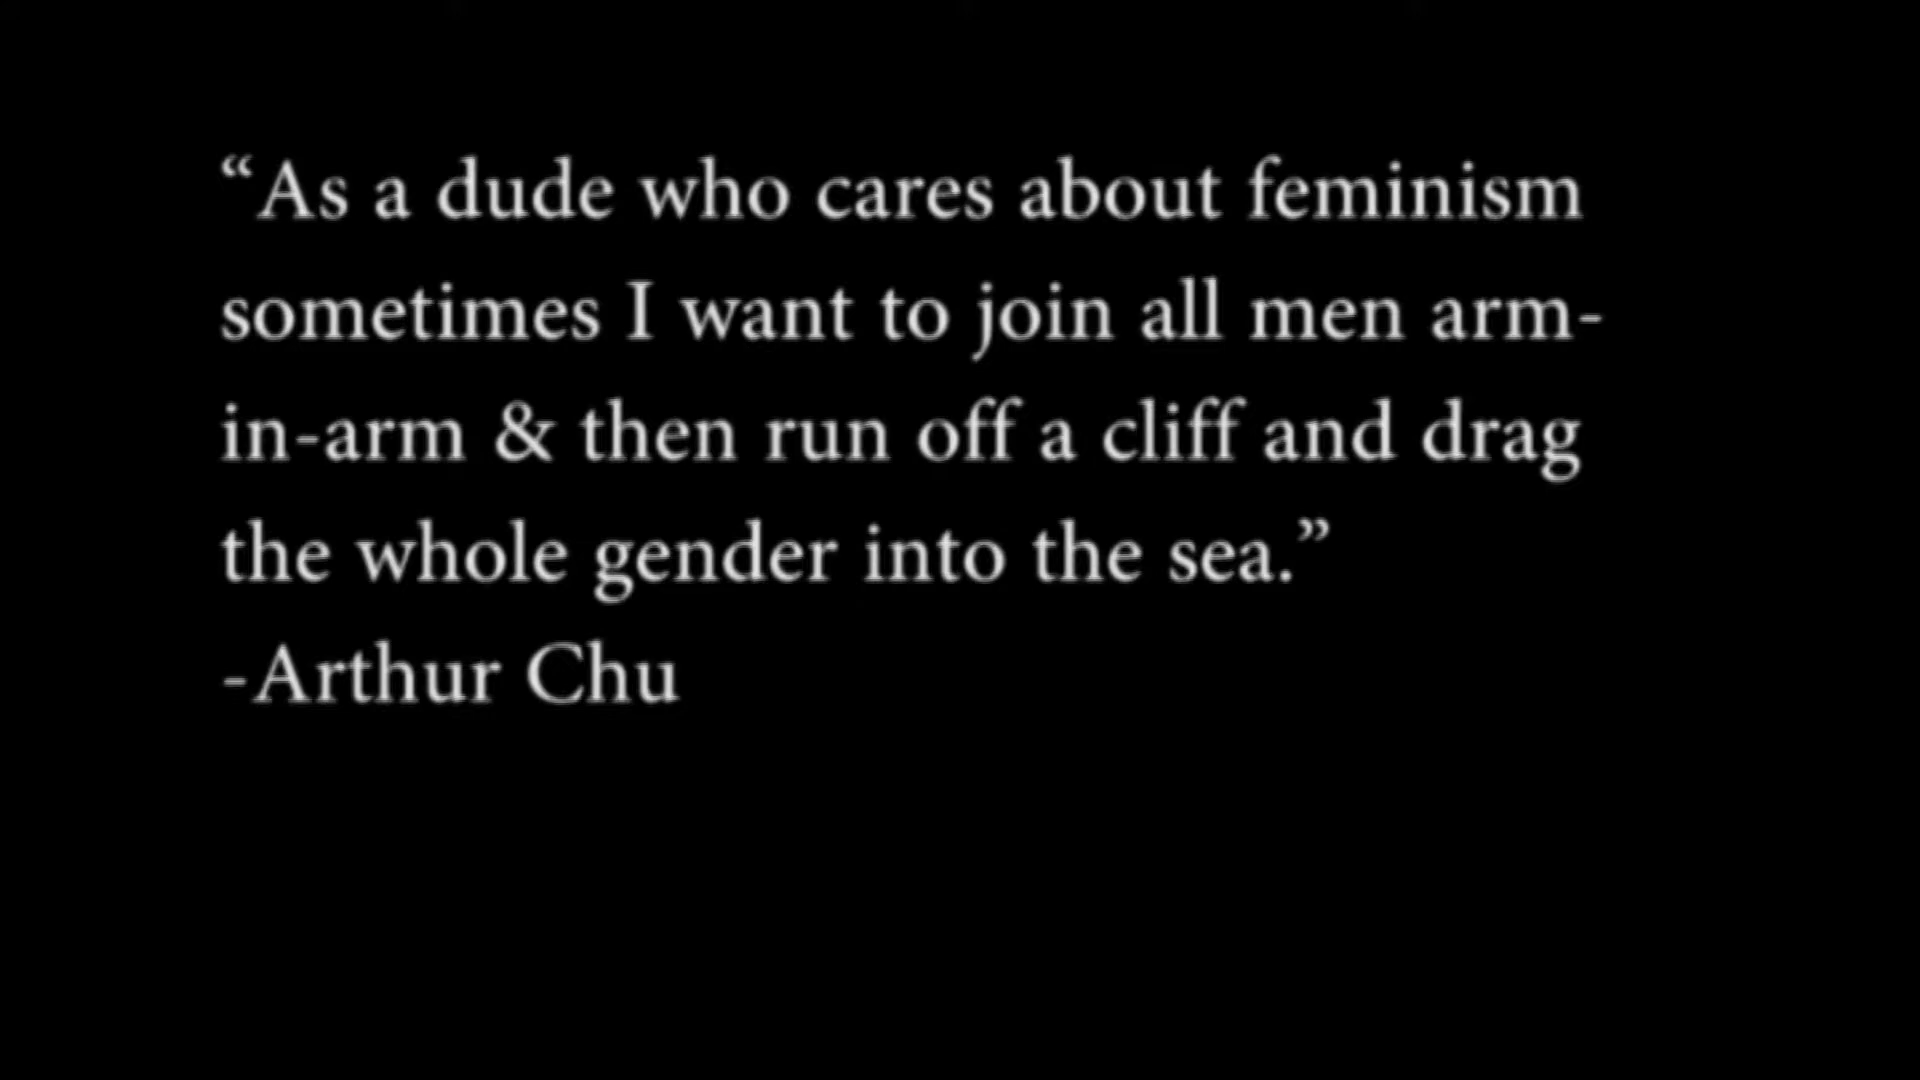 “As a dude who cares about feminism
sometimes I want to join all men arm-
in-arm & then run off a cliff and drag
the whole gender into the sea.”
-Arthur Chu